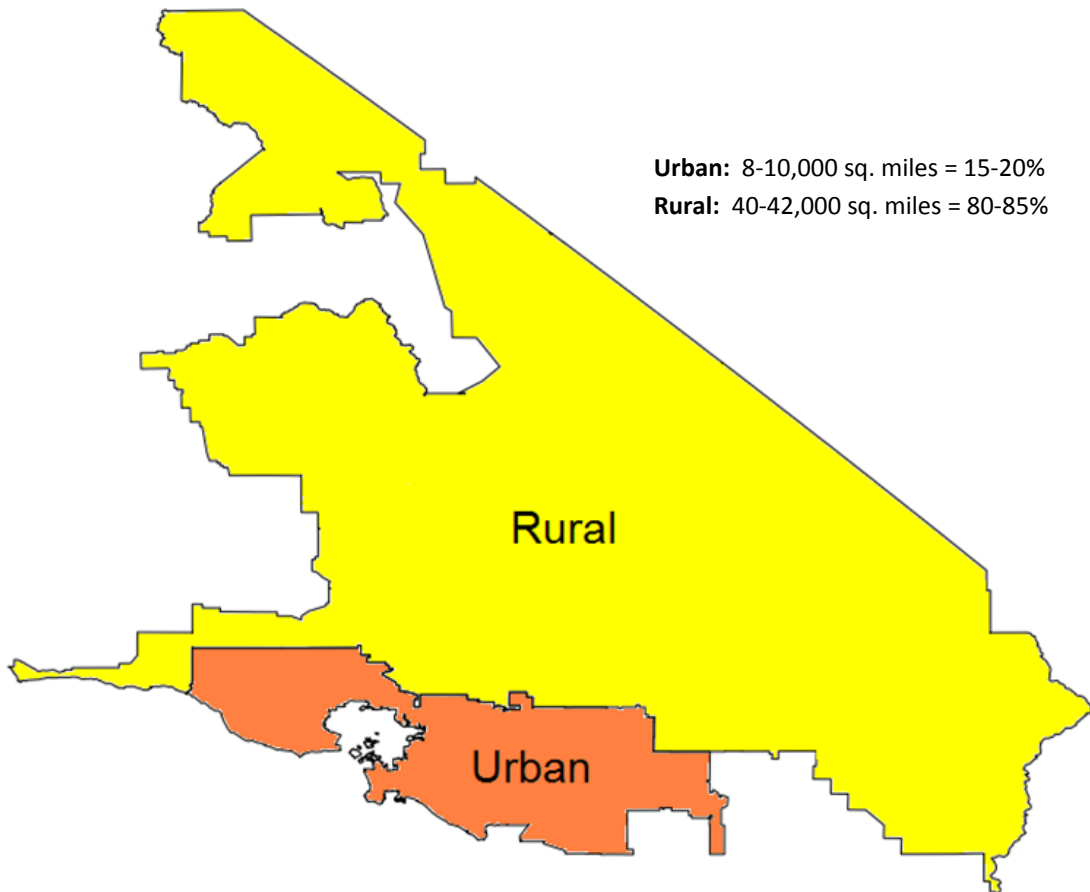 Urban: 8-10,000 sq. miles = 15-20%
Rural: 40-42,000 sq. miles = 80-85%
Rural
Urban